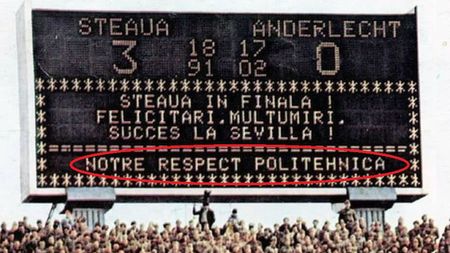 STEAUA ANDERLECHT
3 18 17 0
91 02
STEAUA IN FINALA !
FELICITARI, MULTUMIRI,
SUCCES LA SEVILLA !
NOTRE RESPECT POLITEHNICA